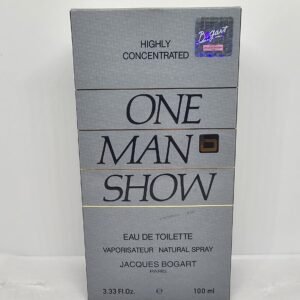 Bogart
HIGHLY
CONCENTRATED
ONE
MAN
SHOW
EAU DE TOILETTE
VAPORISATEUR NATURAL SPRAY
JACQUES BOGART
PARIS
3.33 Fl.Oz. e 100 ml